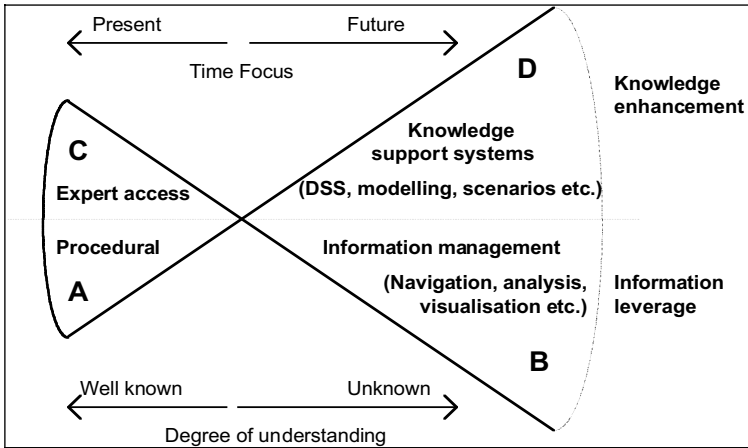 Present
Future
Time Focus
D
Knowledge
enhancement
C
Knowledge
support systems
(DSS, modelling, scenarios etc.)
Expert access
Procedural
Information management
A
(Navigation, analysis,
visualisation etc.)
Information
leverage
B
Well known
Unknown
Degree of understanding